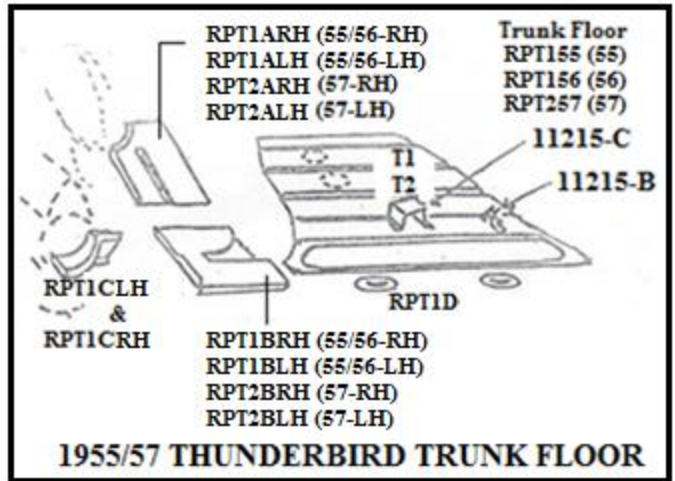 RPT1ARH (55/56-RH)
RPT1ALH (55/56-LH)
RPT2ARH (57-RH)
RPT2ALH (57-LH)
Trunk Floor
RPT155 (55)
RPT156 (56)
RPT257 (57)
11215-C
11215-B
T1
T2
RPT1CLH
&
RPT1CRH
RPT1D
RPT1BRH (55/56-RH)
RPT1BLH (55/56-LH)
RPT2BRH (57-RH)
RPT2BLH (57-LH)
1955/57 THUNDERBIRD TRUNK FLOOR